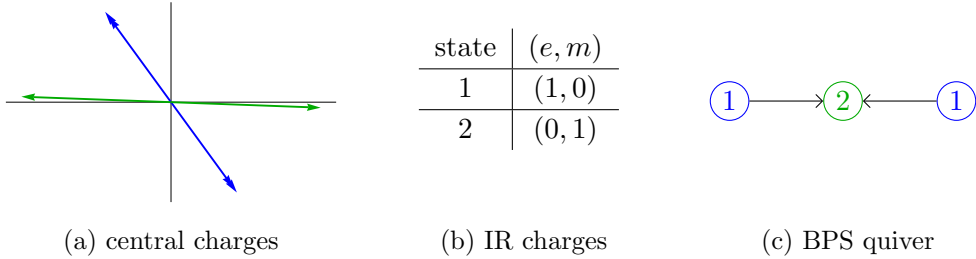 state (e, m)
1 (1, 0)
2 (0, 1)
1 2 1
(a) central charges
(b) IR charges
(c) BPS quiver